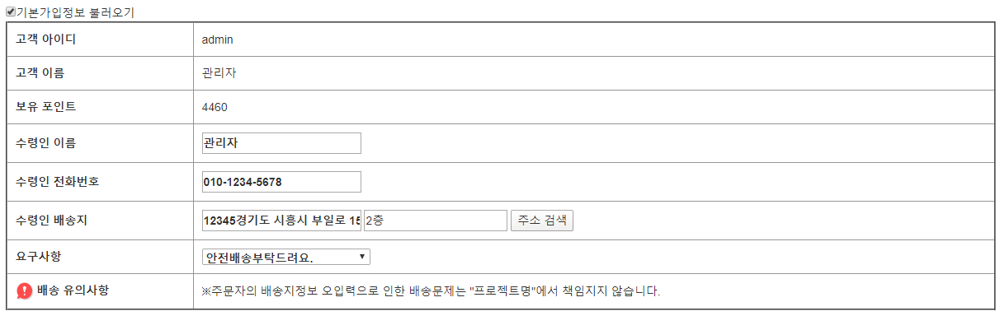 기본가입정보 불러오기
고객 아이디 admin
고객 이름 관리자
보유 포인트 4460
수령인 이름 관리자
수령인 전화번호 010-1234-5678
수령인 배송지 12345경기도 시흥시 부일로 15 2층 주소 검색
요구사항 안전배송부탁드려요.
배송 유의사항 ※주문자의 배송지정보 오입력으로 인한 배송문제는 "프로젝트명"에서 책임지지 않습니다.